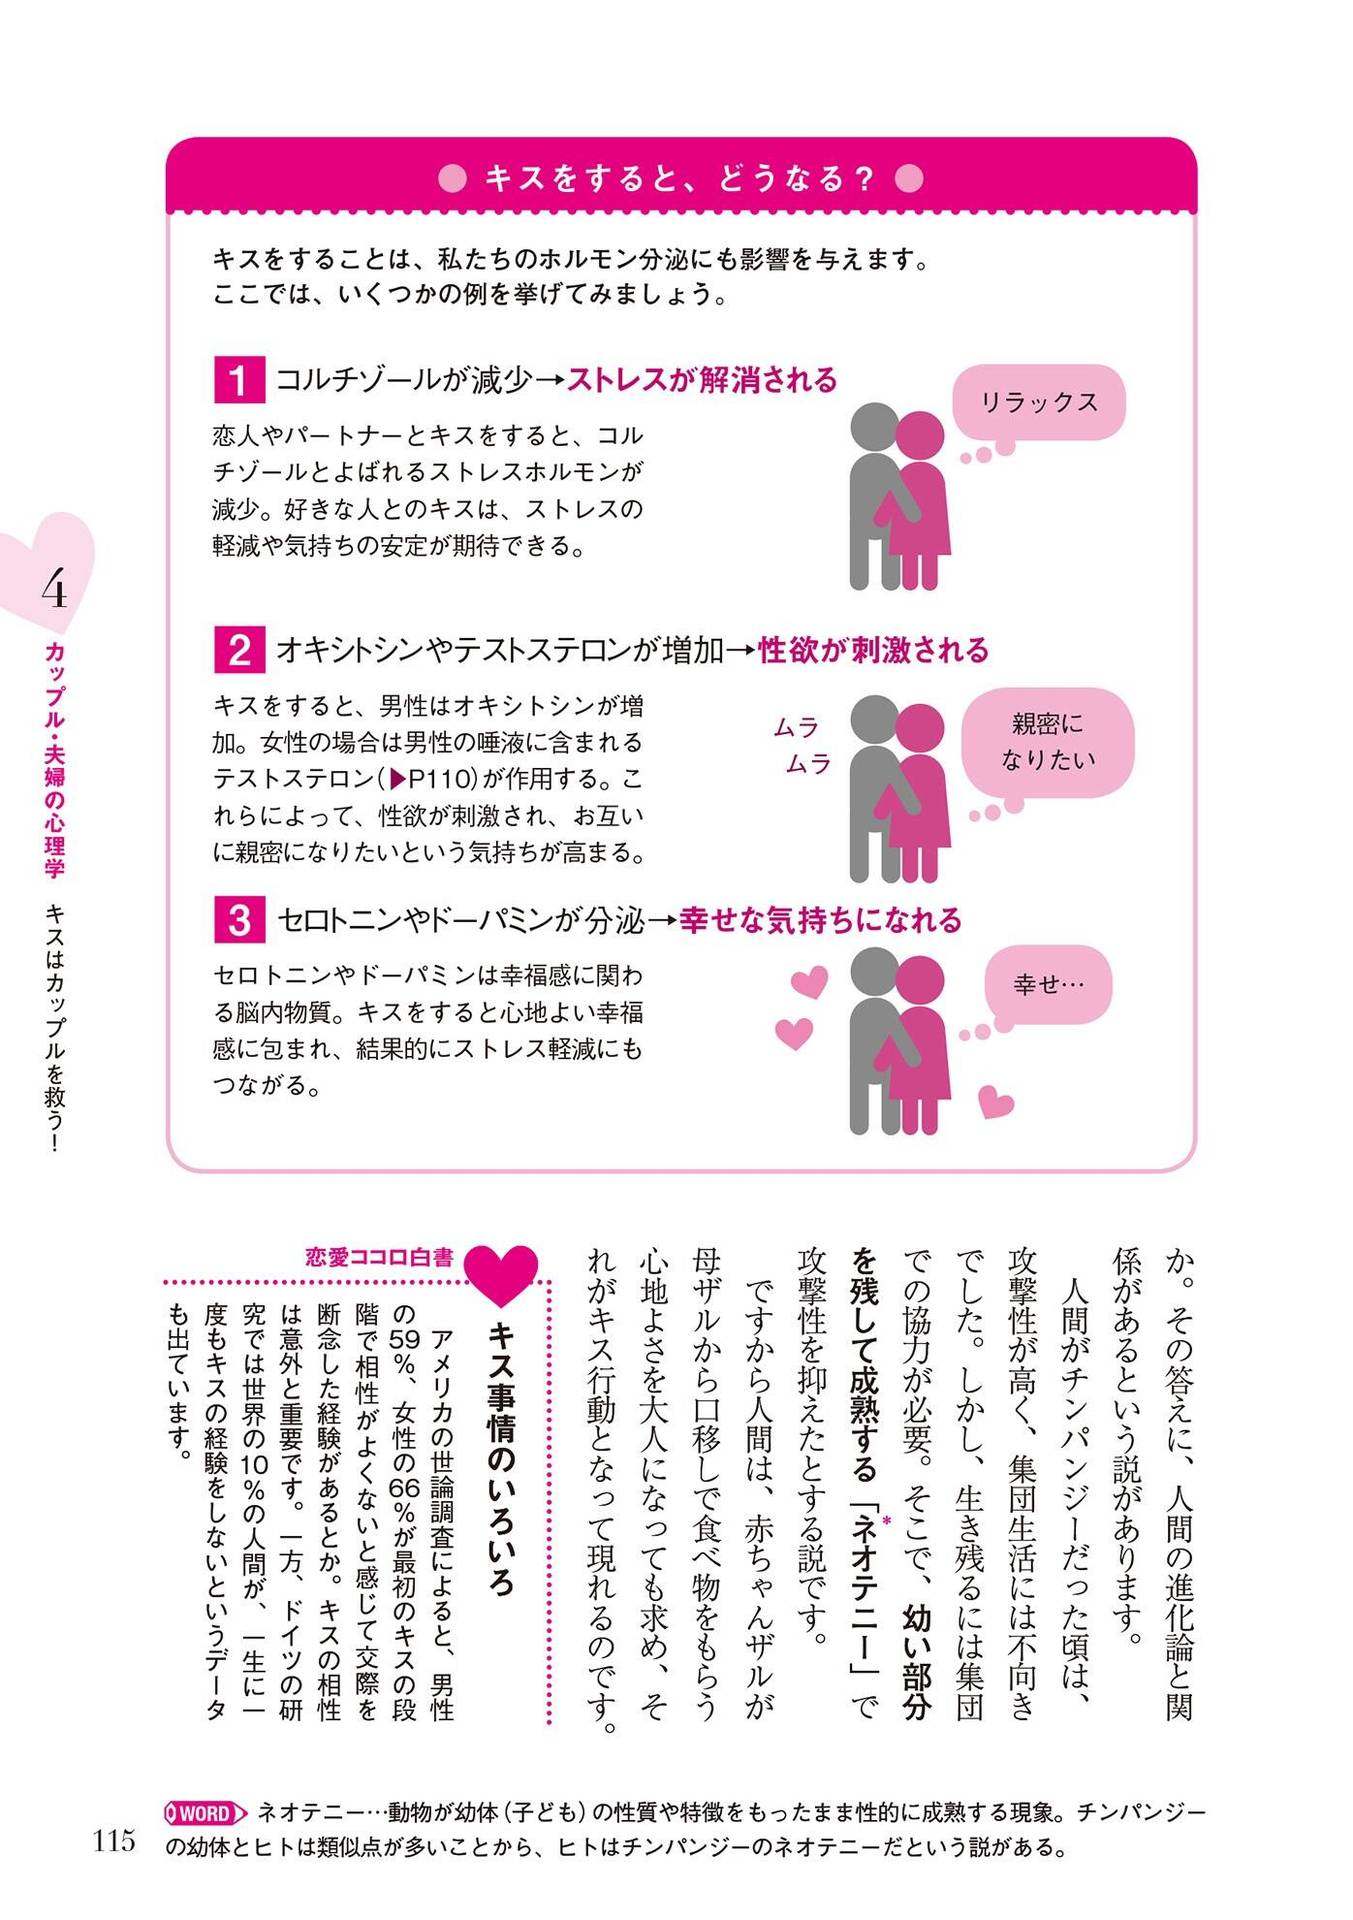 キスをすると、どうなる？
キスをすることは、私たちのホルモン分泌にも影響を与えます。
ここでは、いくつかの例を挙げてみましょう。
1 コルチゾールが減少→ストレスが解消される
恋人やパートナーとキスをすると、コル
チゾールとよばれるストレスホルモンが
減少。好きな人とのキスは、ストレスの
軽減や気持ちの安定が期待できる。
リラックス
2 オキシトシンやテストステロンが増加→性欲が刺激される
キスをすると、男性はオキシトシンが増
加。女性の場合は男性の唾液に含まれる
テストステロン（▶P110）が作用する。こ
れらによって、性欲が刺激され、お互い
に親密になりたいという気持ちが高まる。
ムラ
ムラ
親密に
なりたい
3 セロトニンやドーパミンが分泌→幸せな気持ちになれる
セロトニンやドーパミンは幸福感に関わ
る脳内物質。キスをすると心地よい幸福
感に包まれ、結果的にストレス軽減にも
つながる。
幸せ…
4
カップル・夫婦の心理学 キスはカップルを救う！
か。その答えに、人間の進化論と関
係があるという説があります。
人間がチンパンジーだった頃は、
攻撃性が高く、集団生活には不向き
でした。しかし、生き残るには集団
での協力が必要。そこで、幼い部分
を残して成熟する「ネオテニー」で
*
攻撃性を抑えたとする説です。
ですから人間は、赤ちゃんザルが
母ザルから口移しで食べ物をもらう
心地よさを大人になっても求め、そ
れがキス行動となって現れるのです。
恋愛ココロ白書
キス事情のいろいろ
アメリカの世論調査によると、男性
の59％、女性の66％が最初のキスの段
階で相性がよくないと感じて交際を
断念した経験があるとか。キスの相性
は意外と重要です。一方、ドイツの研
究では世界の10％の人間が、一生に一
度もキスの経験をしないというデータ
も出ています。
WORD ネオテニー…動物が幼体（子ども）の性質や特徴をもったまま性的に成熟する現象。チンパンジー
の幼体とヒトは類似点が多いことから、ヒトはチンパンジーのネオテニーだという説がある。
115